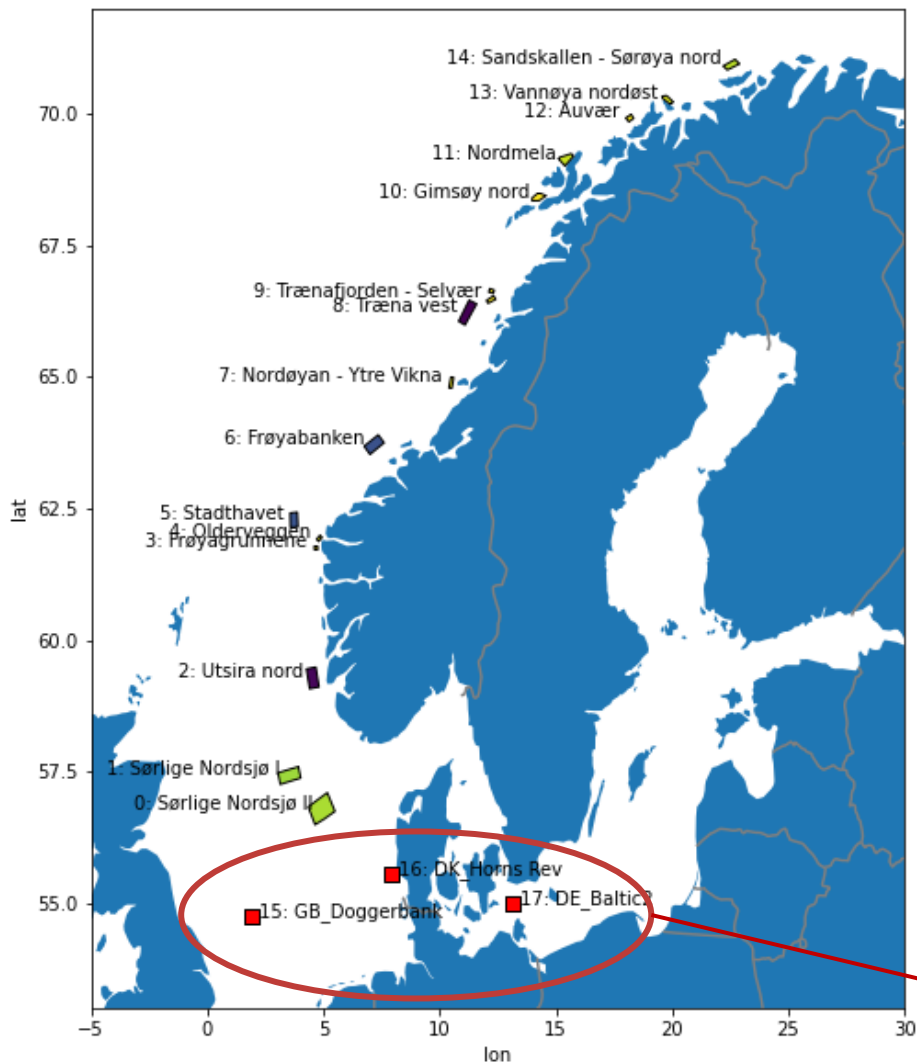 14: Sandskallen - Sørøya nord
13: Vannøya nordøst
12: Auvær
70.0
11: Nordmela
10: Gimsøy nord
67.5
9: Trænafjorden - Selvær
8: Træna vest
65.0
7: Nordøyan - Ytre Vikna
6: Frøyabanken
62.5
5: Stadthavet
4: Olderveggen
3: Frøyagrunnene
lat
60.0
2: Utsira nord
57.5
1: Sørlige Nordsjø I
0: Sørlige Nordsjø II
16: DK_Horns Rev
55.0
17: DE_Baltic2
15: GB_Doggerbank
−5 0 5 10 15 20 25 30
lon